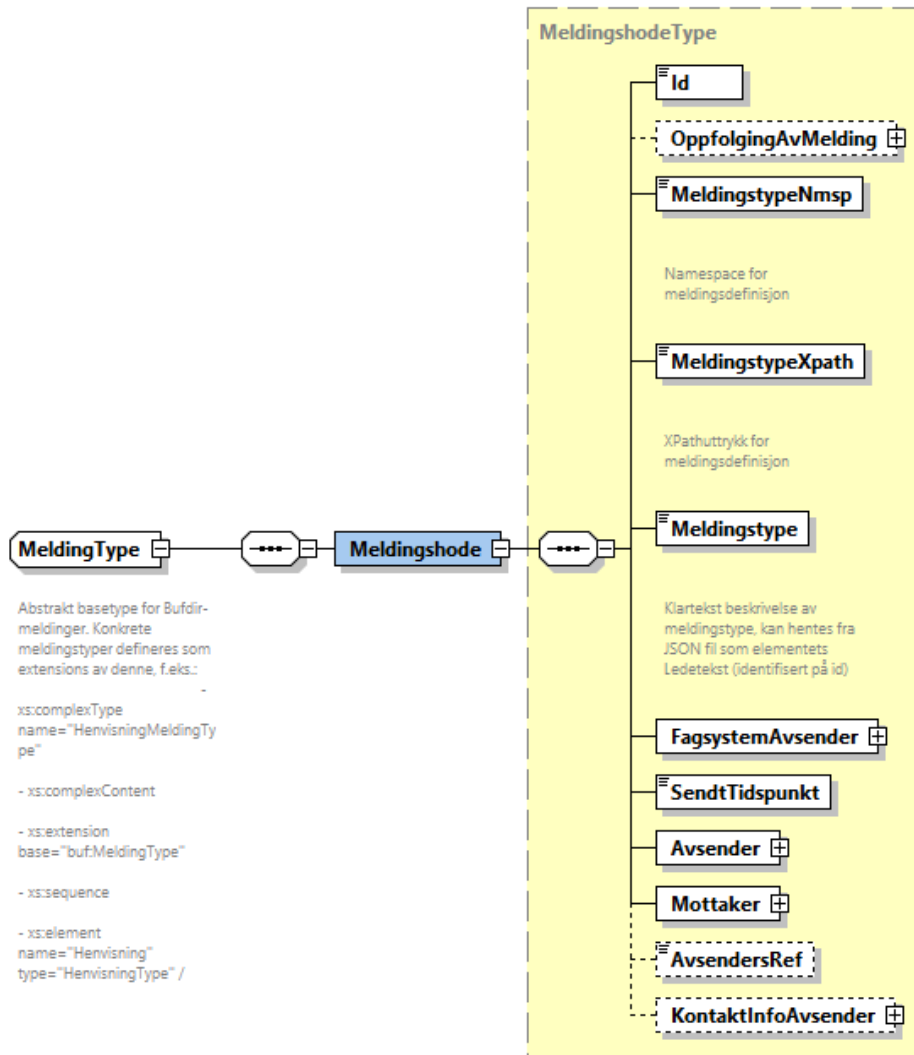 MeldingshodeType
Id
OppfolgingAvMelding
MeldingstypeNmsp
Namespace for
meldingsdefinisjon
MeldingstypeXpath
XPathuttrykk for
meldingsdefinisjon
Meldingstype
Klartekst beskrivelse av
meldingstype, kan hentes fra
JSON fil som elementets
Ledetekst (identifisert på id)
MeldingType
Meldingshode
Abstrakt basetype for Bufdir-
meldinger. Konkrete
meldingstyper defineres som
extensions av denne, f.eks.:
-
xs:complexType
name="HenvisningMeldingTy
pe"
- xs:complexContent
- xs:extension
base="buf:MeldingType"
- xs:sequence
- xs:element
name="Henvisning"
type="HenvisningType" /
FagsystemAvsender
SendtTidspunkt
Avsender
Mottaker
AvsendersRef
KontaktInfoAvsender